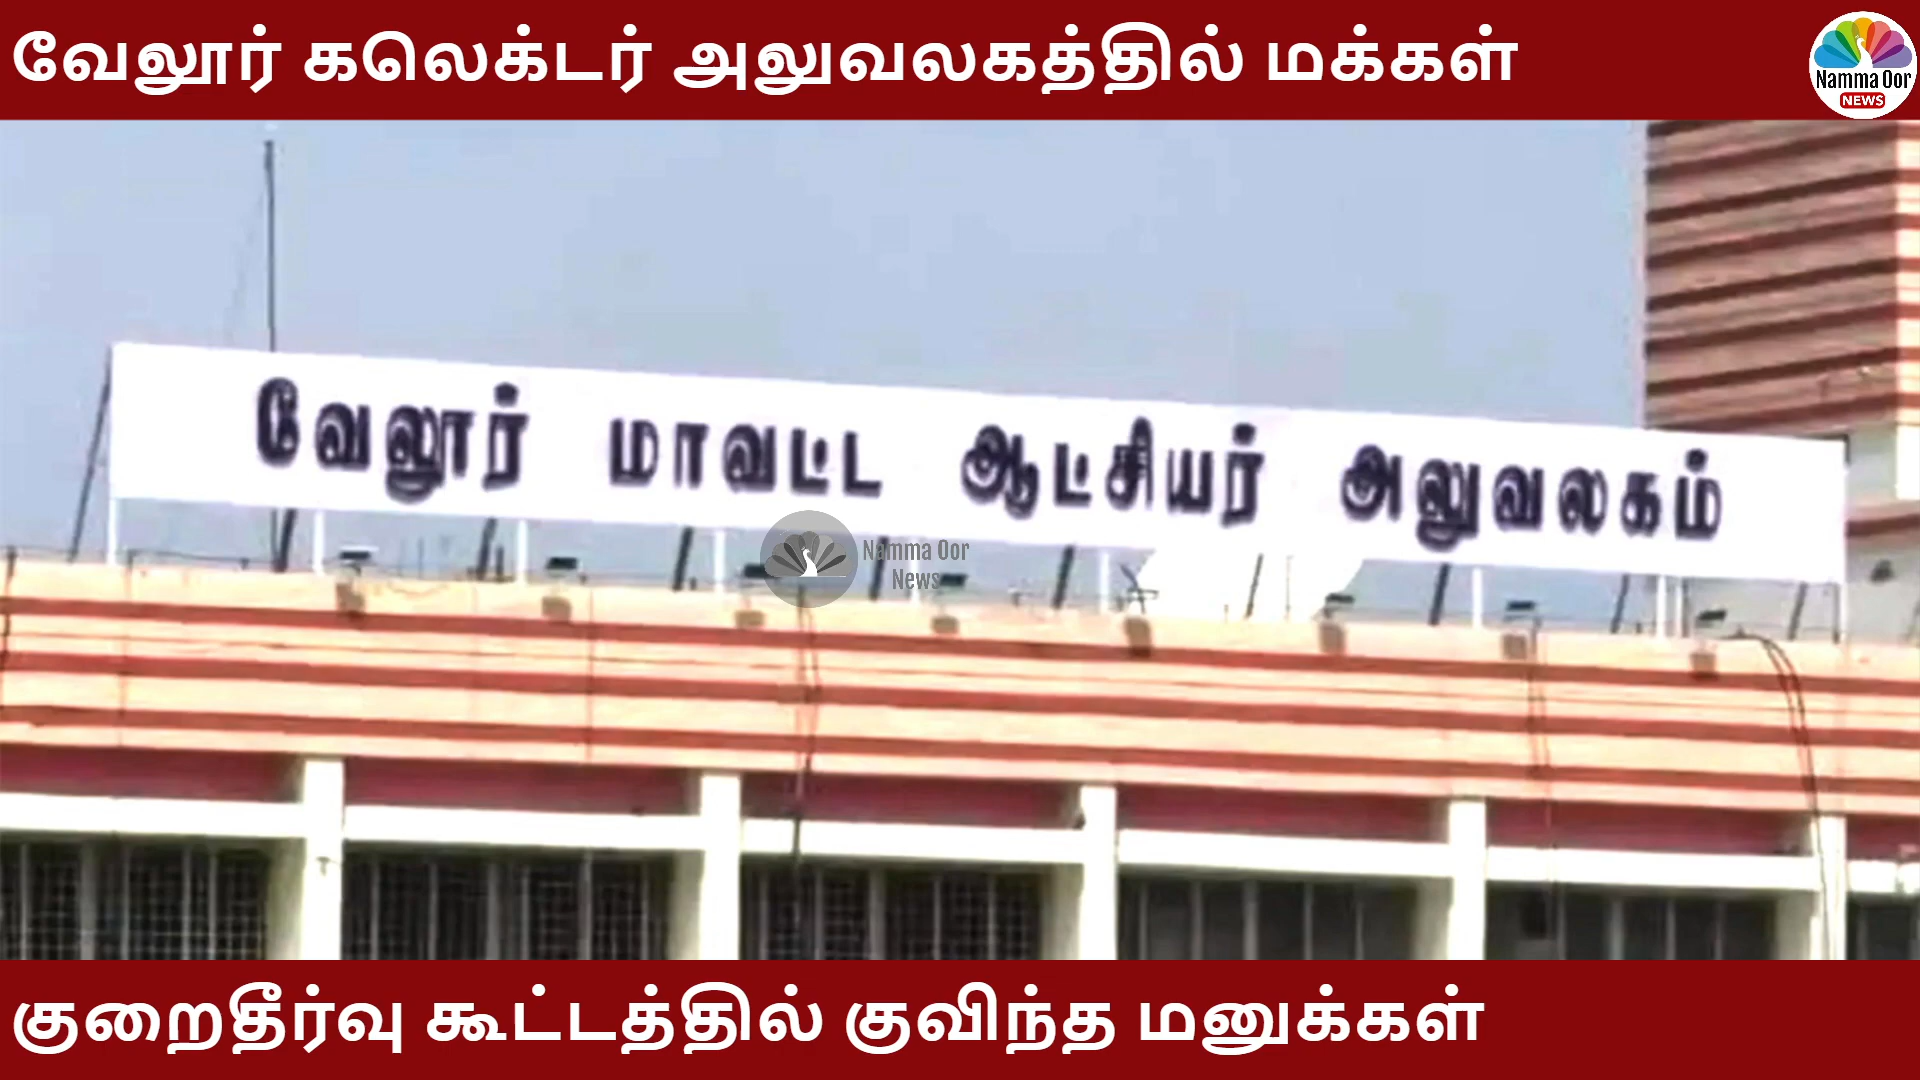 வேலூர் கலெக்டர் அலுவலகத்தில் மக்கள்
Namma Oor
NEWS
வேலூர் மாவட்ட ஆட்சியர் அலுவலகம்
Namma Oor
News
குறைதீர்வு கூட்டத்தில் குவிந்த மனுக்கள்